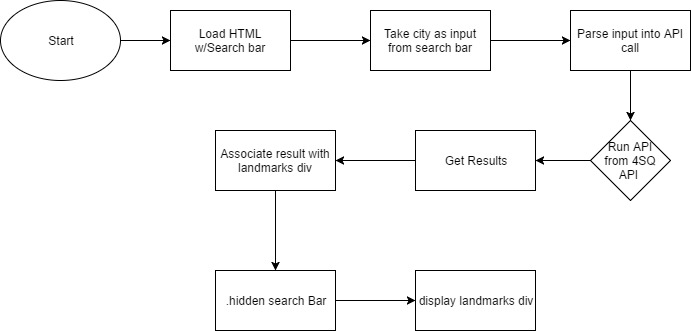 Start
Load HTML
w/Search bar
Take city as input
from search bar
Parse input into API
call
Run API
from 4SQ
API
Get Results
Associate result with
landmarks div
.hidden search Bar
display landmarks div